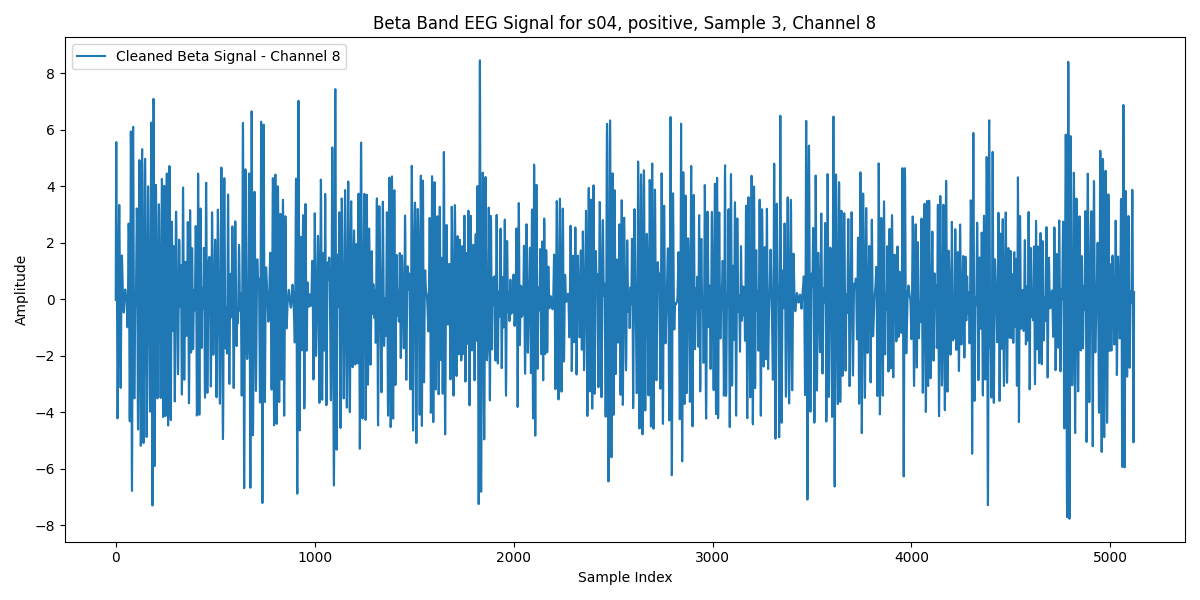 Beta Band EEG Signal for s04, positive, Sample 3, Channel 8
Cleaned Beta Signal - Channel 8
Amplitude
8
6
4
2
0
−2
−4
−6
−8
0 1000 2000 3000 4000 5000
Sample Index